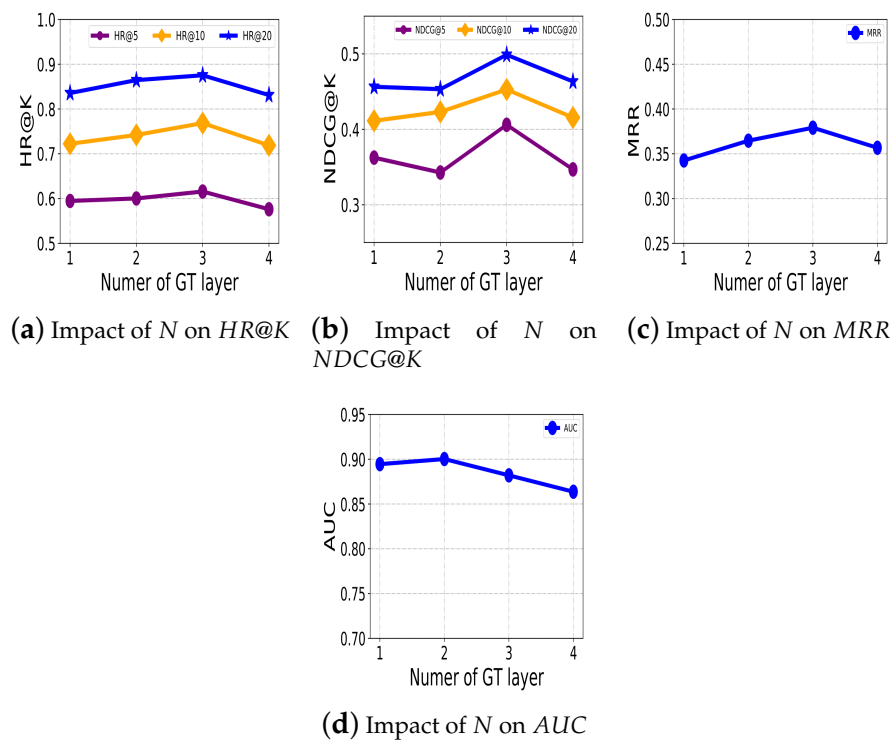 HR@K
1.0
0.9
0.8
0.7
0.6
0.5
HR@5 HR@10 HR@20
1 2 3 4
Numer of GT layer
(a) Impact of N on HR@K
NDCG@K
0.5
0.4
0.3
NDCG@5 NDCG@10 NDCG@20
1 2 3 4
Numer of GT layer
(b) Impact of N on
NDCG@K
MRR
0.50
0.45
0.40
0.35
0.30
0.25
MRR
1 2 3 4
Numer of GT layer
(c) Impact of N on MRR
AUC
0.95
0.90
0.85
0.80
0.75
0.70
AUC
1 2 3 4
Numer of GT layer
(d) Impact of N on AUC